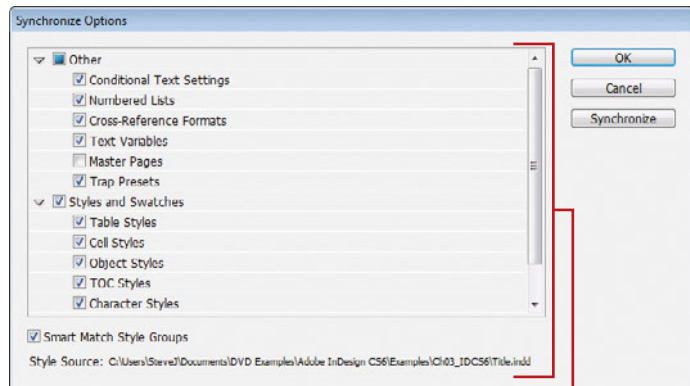 Synchronize Options
Other
Conditional Text Settings
Numbered Lists
Cross-Reference Formats
Text Variables
Master Pages
Trap Presets
Styles and Swatches
Table Styles
Cell Styles
Object Styles
TOC Styles
Character Styles
Smart Match Style Groups
Style Source: C:\Users\SteveJ\Documents\DVD Examples\Adobe InDesign CS6\Examples\Ch03_IDCS6\Title.indd
OK
Cancel
Synchronize